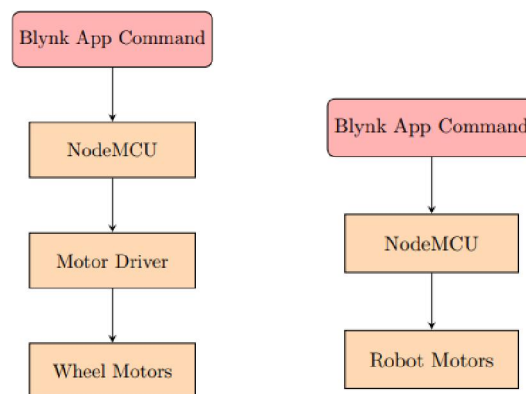 Blynk App Command
NodeMCU
Motor Driver
Wheel Motors
Blynk App Command
NodeMCU
Robot Motors